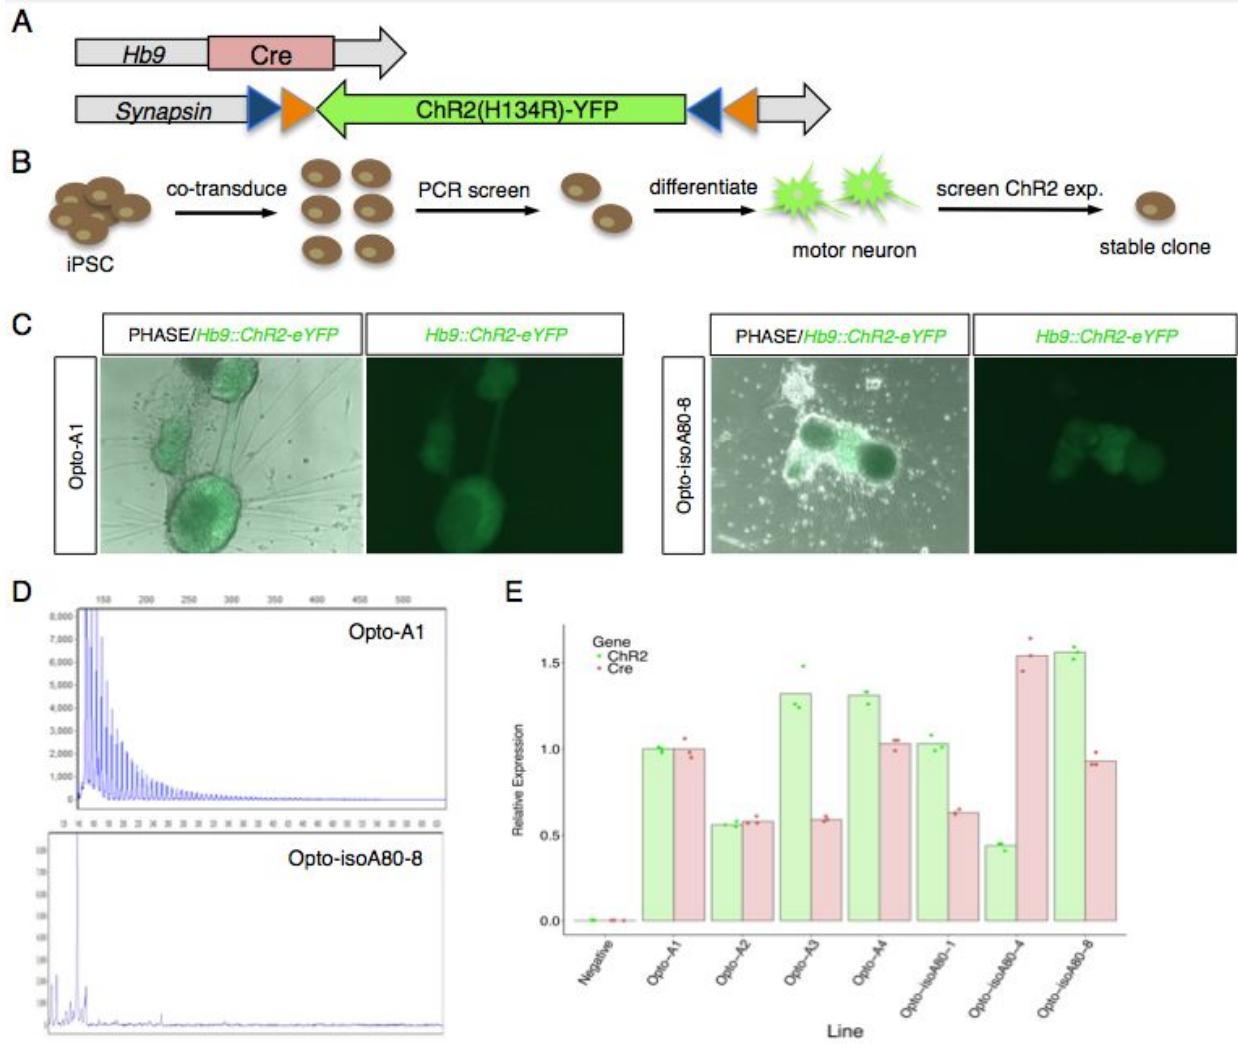 A
Hb9 Cre
Synapsin ChR2(H134R)-YFP
B
co-transduce PCR screen differentiate screen ChR2 exp.
iPSC motor neuron stable clone
C
PHASE/Hb9::ChR2-eYFP Hb9::ChR2-eYFP PHASE/Hb9::ChR2-eYFP Hb9::ChR2-eYFP
Opto-A1
Opto-isoA80-8
D
150 200 250 300 350 400 450 500
8,000
7,000
6,000
5,000
4,000
3,000
2,000
1,000
0
Opto-A1
Opto-isoA80-8
E
Gene
ChR2
Cre
Relative Expression
1.5
1.0
0.5
0.0
Negative
Opto-A1
Opto-A2
Opto-A3
Opto-A4
Opto-isoA80-1
Opto-isoA80-4
Opto-isoA80-8
Line